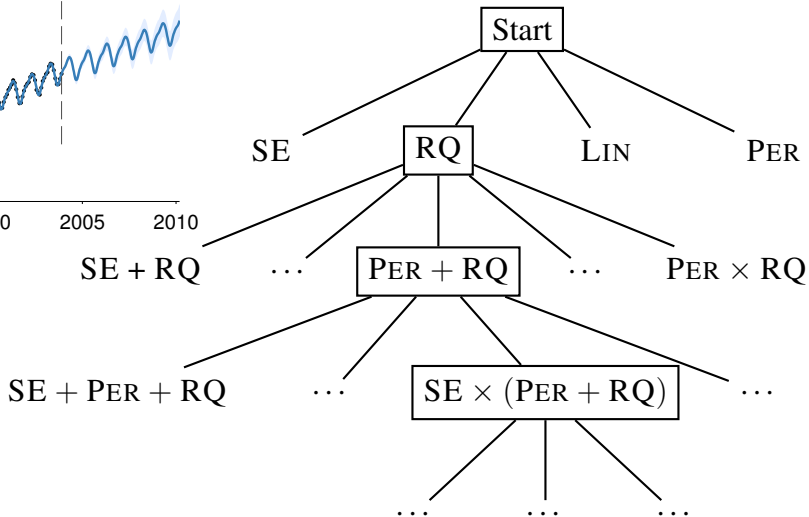 Start
SE RQ LIN PER
0 2005 2010
SE + RQ ... PER + RQ ... PER × RQ
SE + PER + RQ ... SE × (PER + RQ) ...
... ... ...